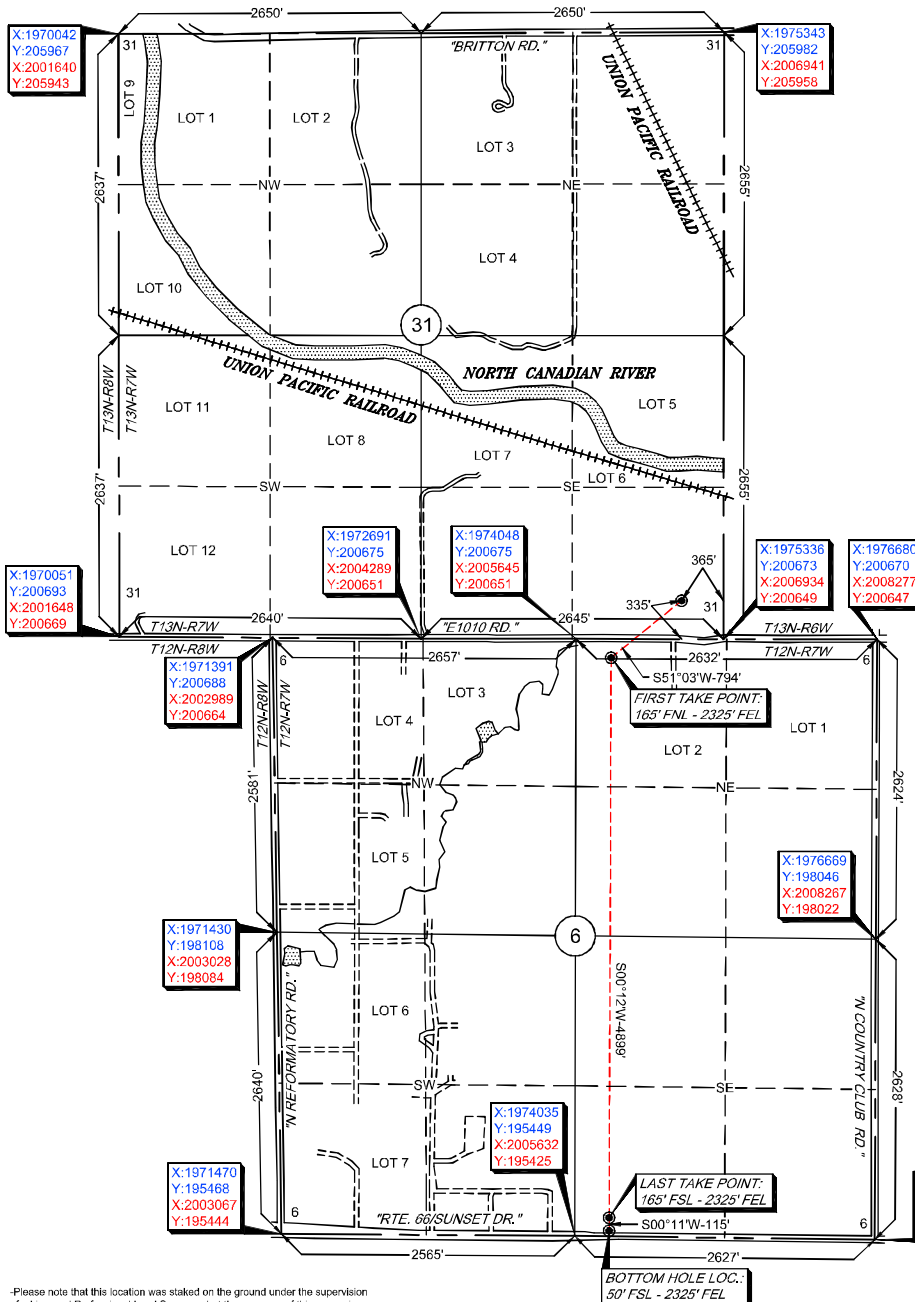 2650'
2650'
X:1970042
Y:205967
X:2001640
Y:205943
31
"BRITTON RD."
31
X:1975343
Y:205982
X:2006941
Y:205958
LOT 9
LOT 1
LOT 2
LOT 3
UNION PACIFIC RAILROAD
2637'
NW
NE
2655'
LOT 4
LOT 10
31
UNION PACIFIC RAILROAD
NORTH CANADIAN RIVER
T13N-R8W
T13N-R7W
LOT 11
LOT 5
LOT 8
LOT 7
LOT 6
2637'
SW
SE
2655'
X:1972691
Y:200675
X:2004289
Y:200651
X:1974048
Y:200675
X:2005645
Y:200651
X:1975336
Y:200673
X:2006934
Y:200649
X:1976680
Y:200670
X:2008277
Y:200647
LOT 12
X:1970051
Y:200693
X:2001648
Y:200669
31
365'
335'
31
T13N-R7W
2640'
"E1010 RD."
2645'
T13N-R6W
T12N-R8W
T12N-R7W
6
2657'
2632'
6
S51°03'W-794'
X:1971391
Y:200688
X:2002989
Y:200664
T12N-R8W
T12N-R7W
FIRST TAKE POINT:
165' FNL - 2325' FEL
LOT 3
LOT 4
LOT 2
LOT 1
2581'
NW
NE
2624'
LOT 5
X:1976669
Y:198046
X:2008267
Y:198022
X:1971430
Y:198108
X:2003028
Y:198084
6
"N REFORMATORY RD."
S00°12'W-4899'
LOT 6
2640'
SW
SE
"N COUNTRY CLUB RD."
2628'
X:1974035
Y:195449
X:2005632
Y:195425
LOT 7
X:1971470
Y:195468
X:2003067
Y:195444
LAST TAKE POINT:
165' FSL - 2325' FEL
6
"RTE. 66/SUNSET DR."
S00°11'W-115'
6
2565'
2627'
BOTTOM HOLE LOC.:
50' FSL - 2325' FEL
-Please note that this location was staked on the ground under the supervision